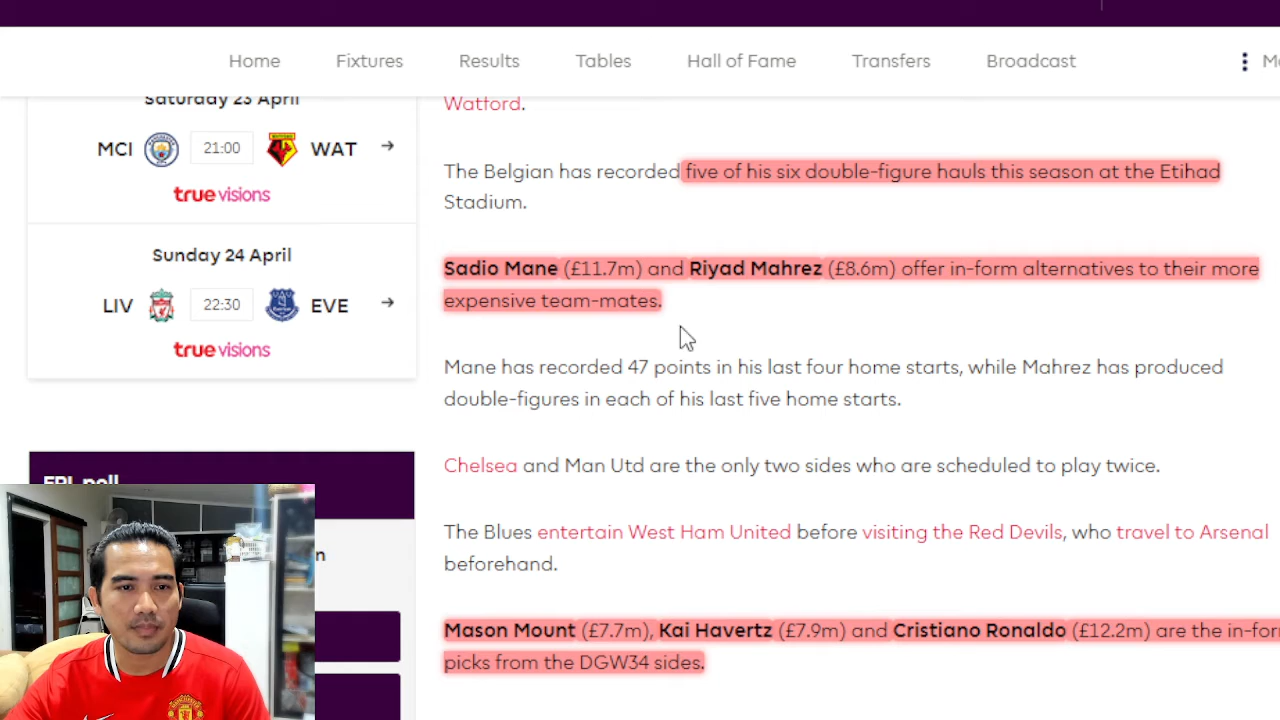 Home Fixtures Results Tables Hall of Fame Transfers Broadcast
Saturday 23 April
MCI 21:00 WAT
truevisions
Sunday 24 April
LIV 22:30 EVE
truevisions
Watford.
The Belgian has recorded five of his six double-figure hauls this season at the Etihad
Stadium.
Sadio Mane (£11.7m) and Riyad Mahrez (£8.6m) offer in-form alternatives to their more
expensive team-mates.
Mane has recorded 47 points in his last four home starts, while Mahrez has produced
double-figures in each of his last five home starts.
Chelsea and Man Utd are the only two sides who are scheduled to play twice.
The Blues entertain West Ham United before visiting the Red Devils, who travel to Arsenal
beforehand.
Mason Mount (£7.7m), Kai Havertz (£7.9m) and Cristiano Ronaldo (£12.2m) are the in-for
picks from the DGW34 sides.